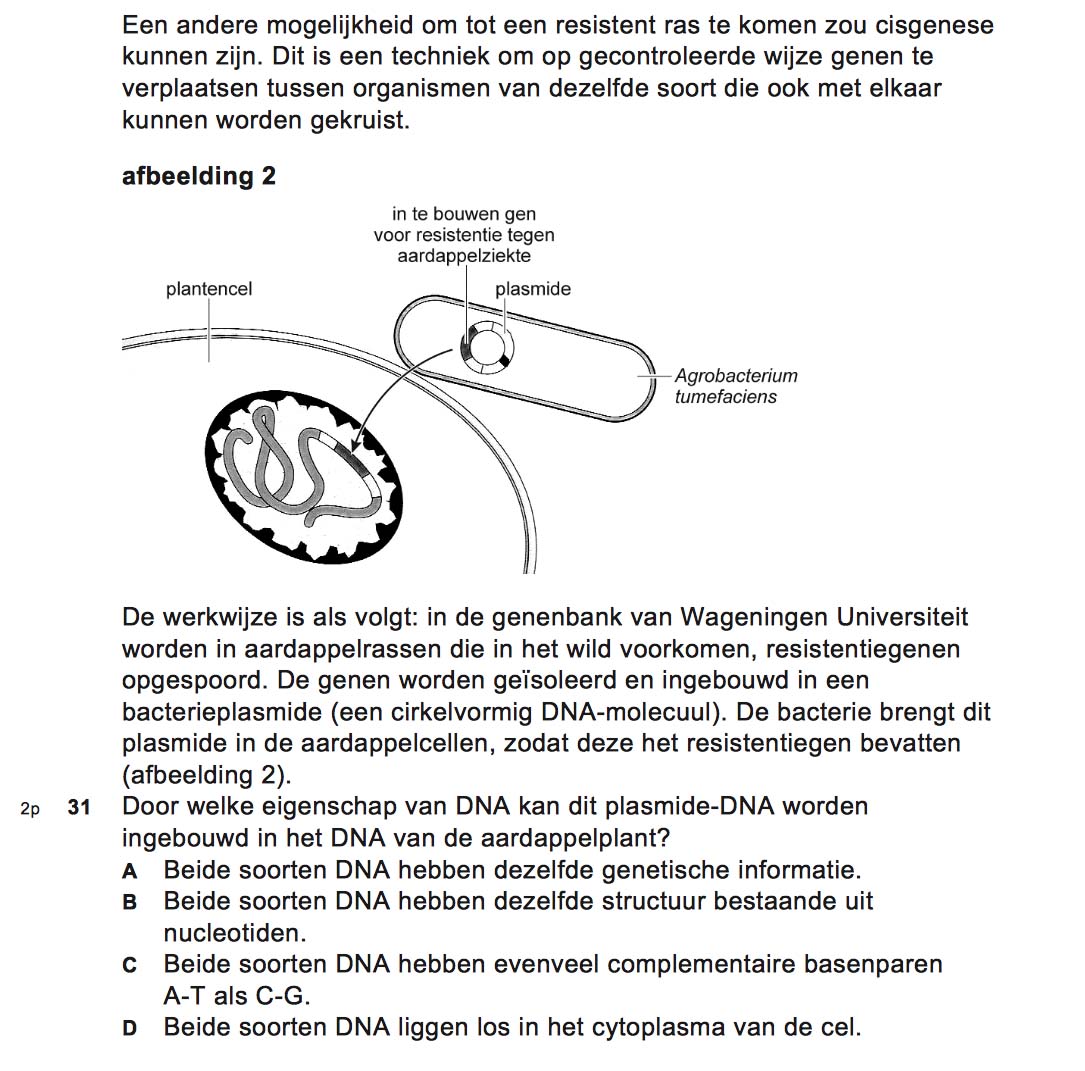 Een andere mogelijkheid om tot een resistent ras te komen zou cisgenese
kunnen zijn. Dit is een techniek om op gecontroleerde wijze genen te
verplaatsen tussen organismen van dezelfde soort die ook met elkaar
kunnen worden gekruist.
afbeelding 2
in te bouwen gen
voor resistentie tegen
aardappelziekte
plantencel
plasmide
Agrobacterium
tumefaciens
De werkwijze is als volgt: in de genenbank van Wageningen Universiteit
worden in aardappelrassen die in het wild voorkomen, resistentiegenen
opgespoord. De genen worden geïsoleerd en ingebouwd in een
bacterieplasmide (een cirkelvormig DNA-molecuul). De bacterie brengt dit
plasmide in de aardappelcellen, zodat deze het resistentiegen bevatten
(afbeelding 2).
2p 31 Door welke eigenschap van DNA kan dit plasmide-DNA worden
ingebouwd in het DNA van de aardappelplant?
A Beide soorten DNA hebben dezelfde genetische informatie.
B Beide soorten DNA hebben dezelfde structuur bestaande uit
nucleotiden.
C Beide soorten DNA hebben evenveel complementaire basenparen
A-T als C-G.
D Beide soorten DNA liggen los in het cytoplasma van de cel.